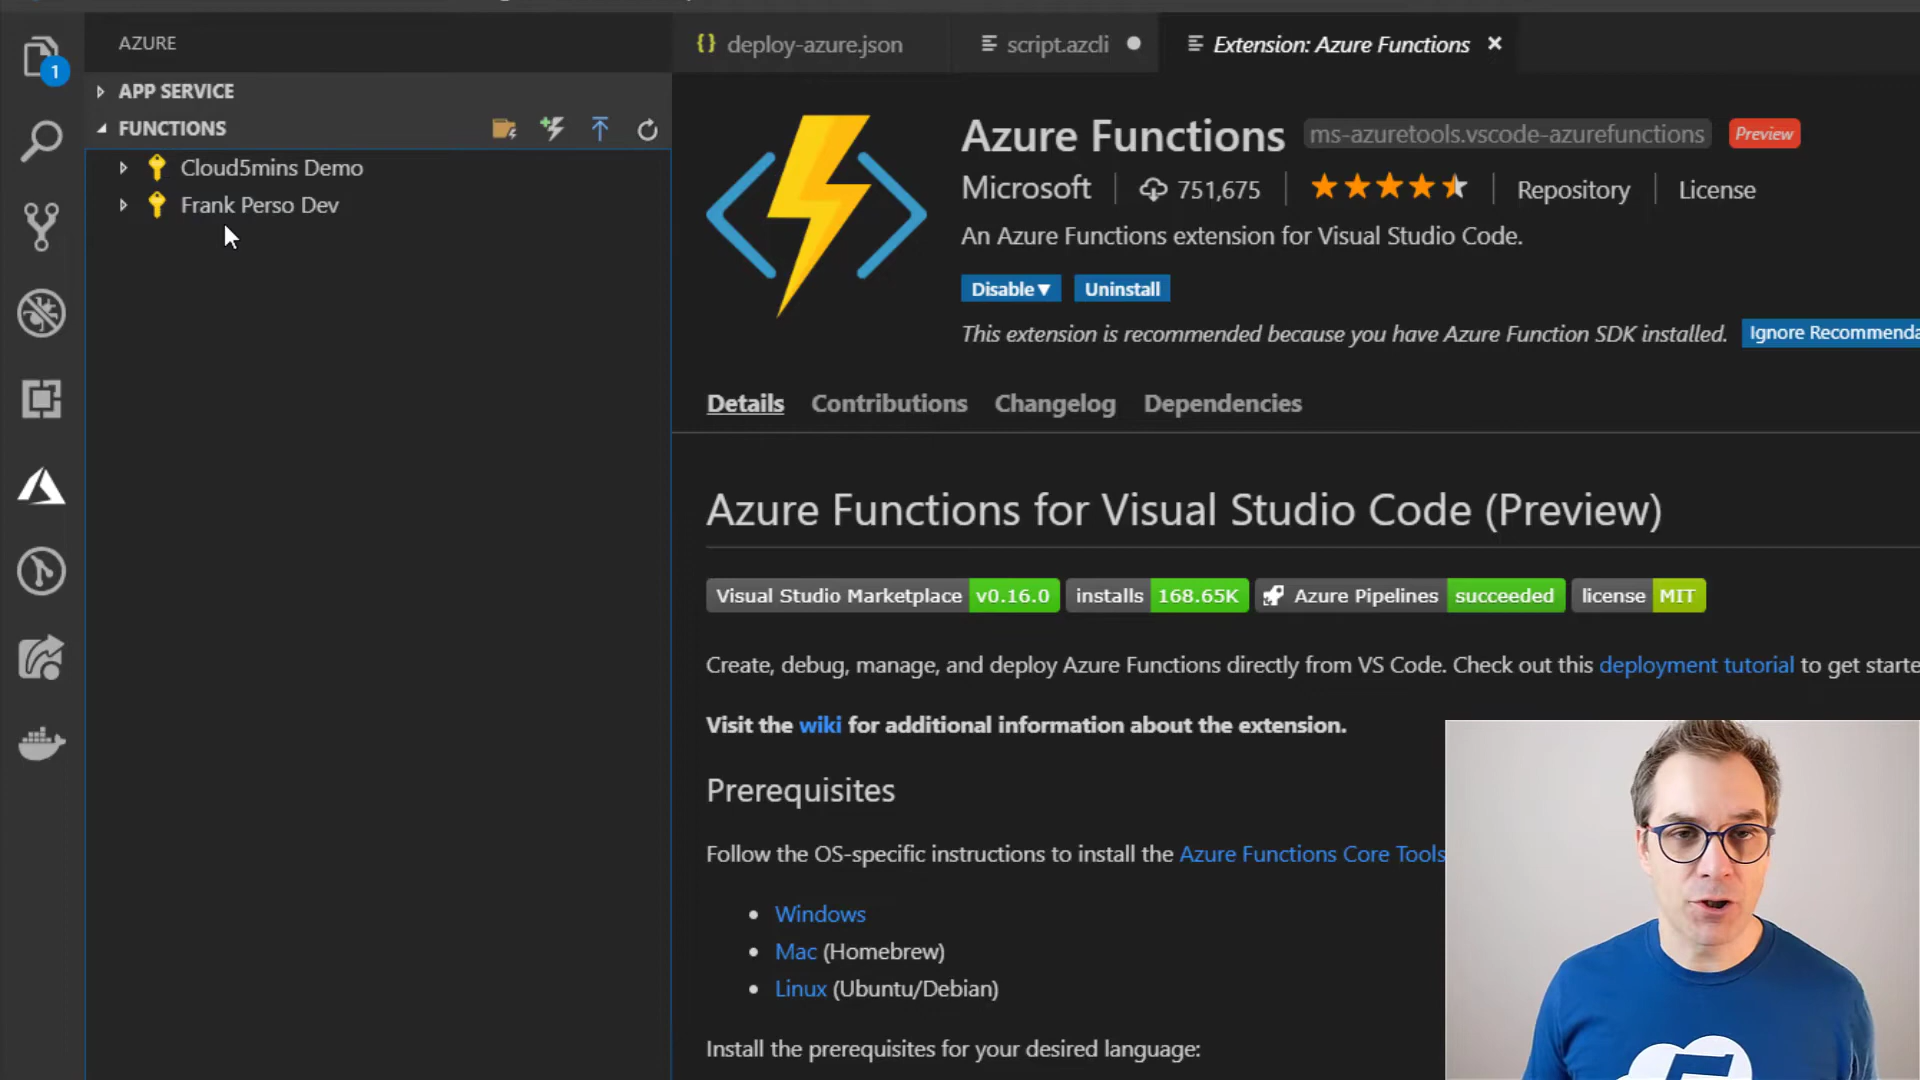 AZURE
1
APP SERVICE
FUNCTIONS
Cloud5mins Demo
Frank Perso Dev
{} deploy-azure.json
script.azcli
Extension: Azure Functions
Azure Functions ms-azuretools.vscode-azurefunctions Preview
Microsoft 751,675 Repository License
An Azure Functions extension for Visual Studio Code.
Disable▼ Uninstall
This extension is recommended because you have Azure Function SDK installed. Ignore Recommenda
Details Contributions Changelog Dependencies
Azure Functions for Visual Studio Code (Preview)
Visual Studio Marketplace v0.16.0 installs 168.65K Azure Pipelines succeeded license MIT
Create, debug, manage, and deploy Azure Functions directly from VS Code. Check out this deployment tutorial to get starte
Visit the wiki for additional information about the extension.
Prerequisites
Follow the OS-specific instructions to install the Azure Functions Core Tools
• Windows
• Mac (Homebrew)
• Linux (Ubuntu/Debian)
Install the prerequisites for your desired language: